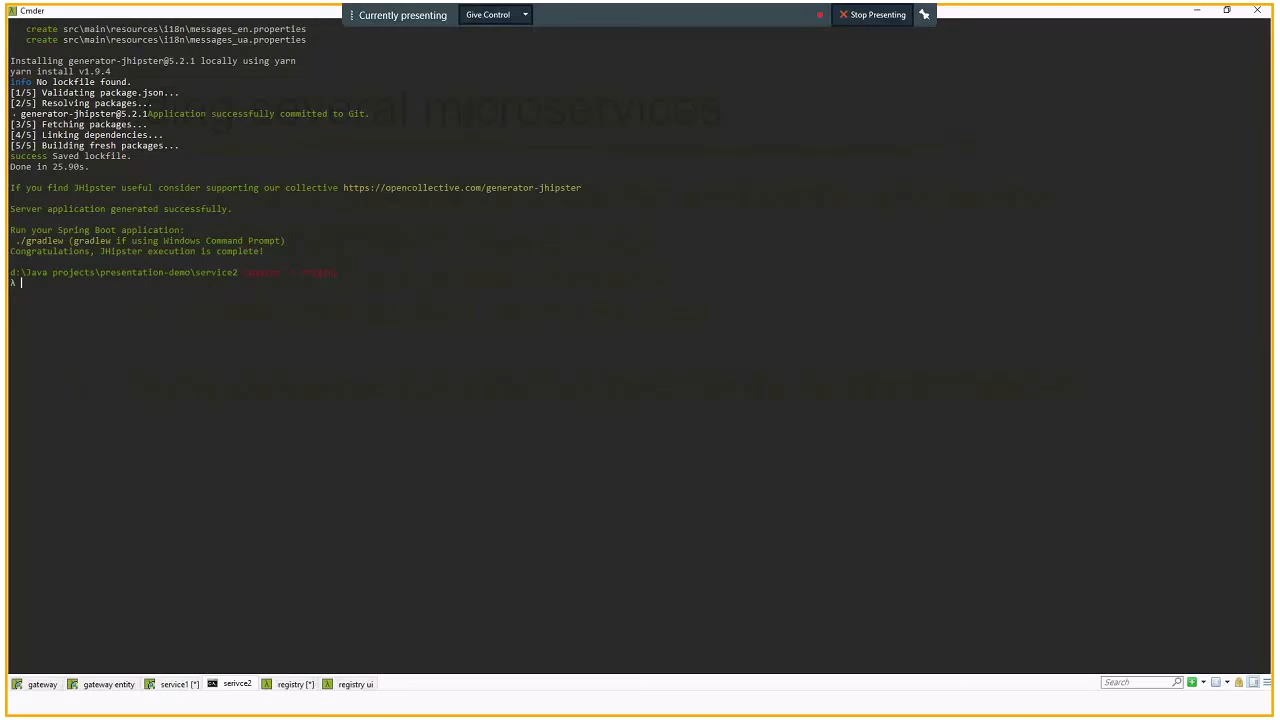 Cmder
Currently presenting
Give Control
Stop Presenting
create src\main\resources\i18n\messages_en.properties
create src\main\resources\i18n\messages_ua.properties
Installing generator-jhipster@5.2.1 locally using yarn
yarn install v1.9.4
info No lockfile found.
[1/5] Validating package.json...
[2/5] Resolving packages...
. generator-jhipster@5.2.1Application successfully committed to Git.
[3/5] Fetching packages...
[4/5] Linking dependencies...
[5/5] Building fresh packages...
success Saved lockfile.
Done in 25.90s.
If you find JHipster useful consider supporting our collective https://opencollective.com/generator-jhipster
Server application generated successfully.
Run your Spring Boot application:
./gradlew (gradlew if using Windows Command Prompt)
Congratulations, JHipster execution is complete!
d:\Java projects\presentation-demo\service2
λ
several microservices
gateway
gateway entity
service1 [*]
serivce2
registry [*]
registry ui
Search